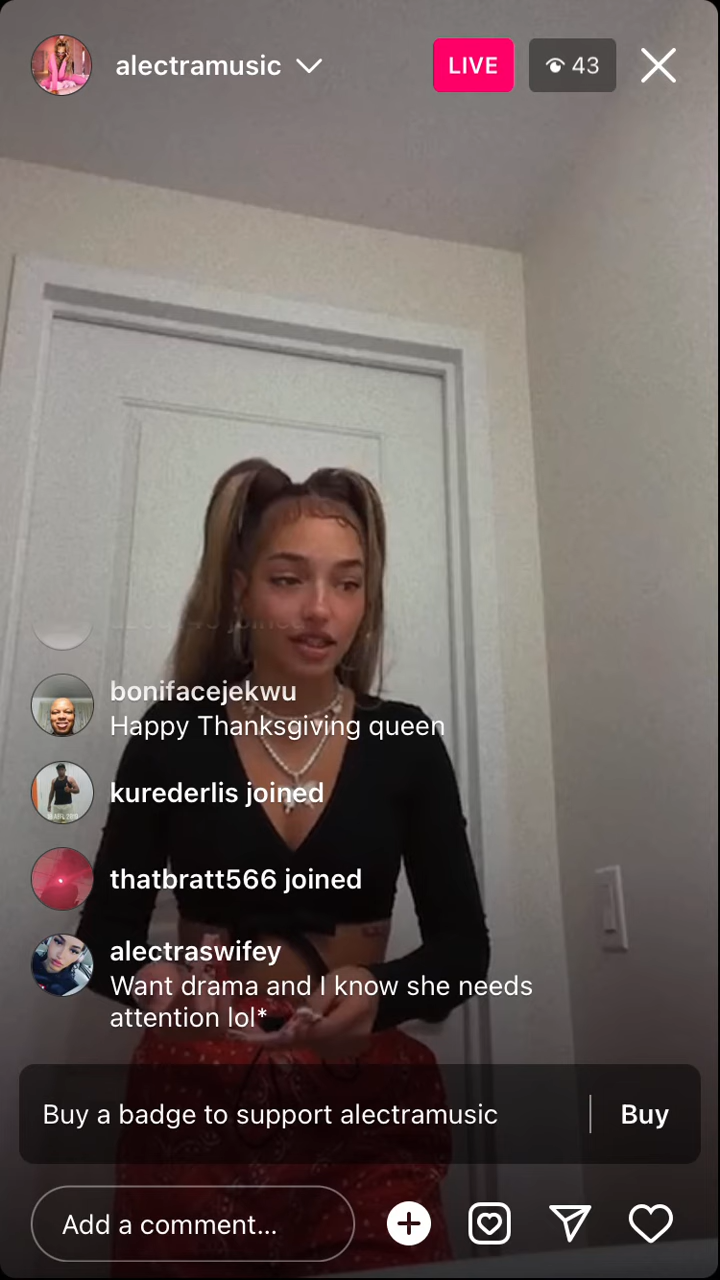 alectramusic
LIVE
43
joined
bonifacejekwu
Happy Thanksgiving queen
kurederlis joined
thatbratt566 joined
alectraswifey
Want drama and I know she needs
attention lol*
Buy a badge to support alectramusic
Buy
Add a comment...